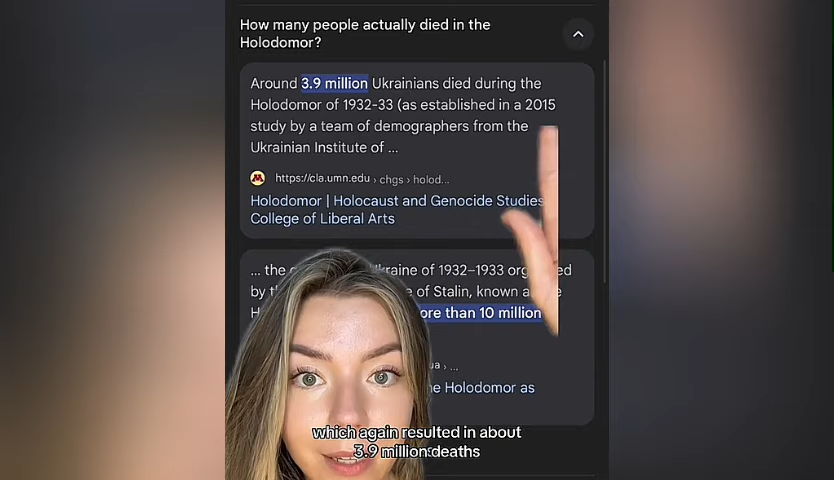 How many people actually died in the
Holodomor?
Around 3.9 million Ukrainians died during the
Holodomor of 1932-33 (as established in a 2015
study by a team of demographers from the
Ukrainian Institute of ...
https://cla.umn.edu › chgs › holod...
Holodomor | Holocaust and Genocide Studies
College of Liberal Arts
... the kraine of 1932–1933 org ed
by t e of Stalin, known a e
H ore than 10 million
ua › ...
e Holodomor as
which again resulted in about
3.9 million deaths